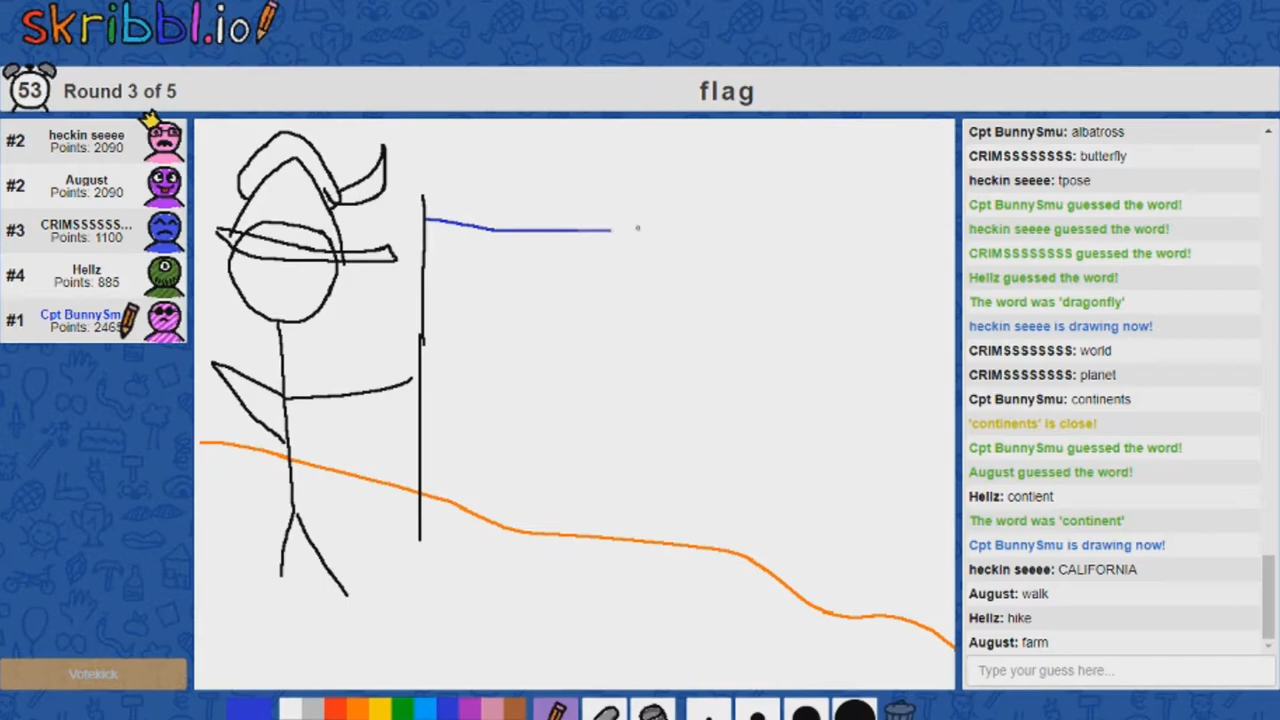 skribbl.io
53
Round 3 of 5
flag
#2
heckin seeee
Points: 2090
#2
August
Points: 2090
#3
CRIMSSSSSS...
Points: 1100
#4
Hellz
Points: 885
#1
Cpt BunnySm
Points: 2465
Votekick
Cpt BunnySmu: albatross
CRIMSSSSSSSS: butterfly
heckin seeee: tpose
Cpt BunnySmu guessed the word!
heckin seeee guessed the word!
CRIMSSSSSSSS guessed the word!
Hellz guessed the word!
The word was 'dragonfly'
heckin seeee is drawing now!
CRIMSSSSSSSS: world
CRIMSSSSSSSS: planet
Cpt BunnySmu: continents
'continents' is close!
Cpt BunnySmu guessed the word!
August guessed the word!
Hellz: contient
The word was 'continent'
Cpt BunnySmu is drawing now!
heckin seeee: CALIFORNIA
August: walk
Hellz: hike
August: farm
Type your guess here...